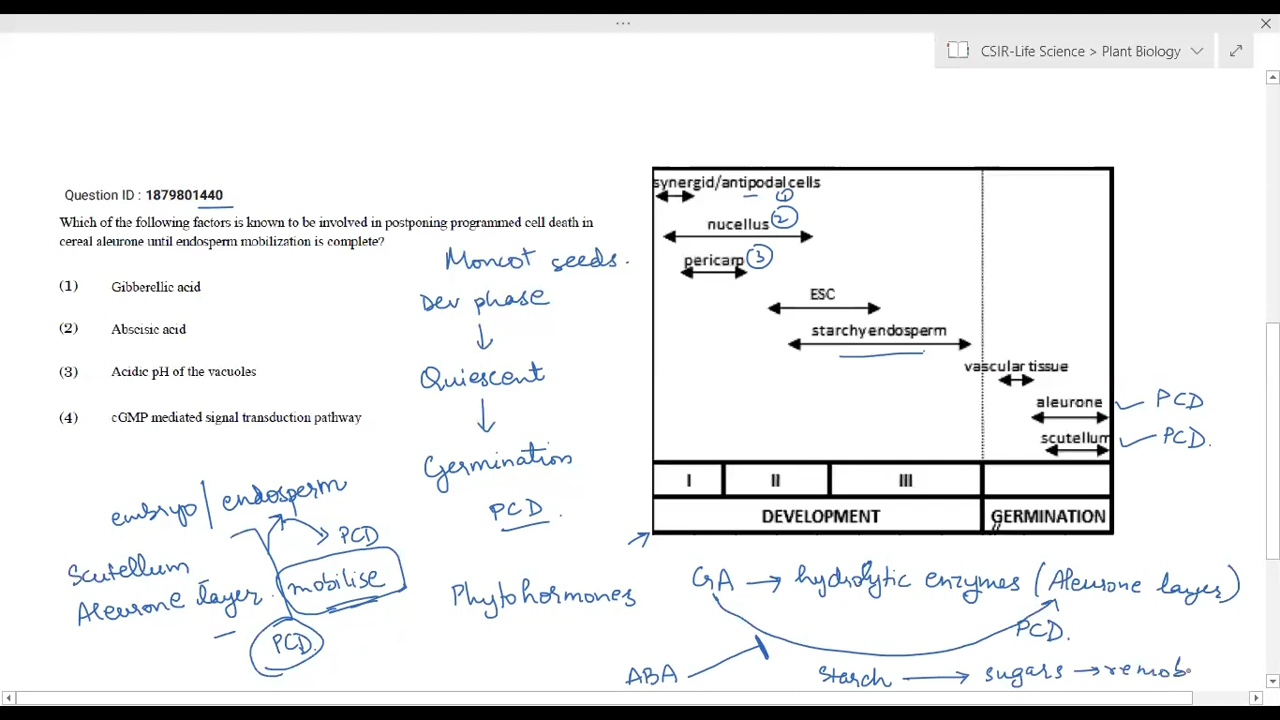 CSIR-Life Science > Plant Biology
Question ID : 1879801440
Which of the following factors is known to be involved in postponing programmed cell death in
cereal aleurone until endosperm mobilization is complete?
(1) Gibberellic acid
(2) Abscisic acid
(3) Acidic pH of the vacuoles
(4) cGMP mediated signal transduction pathway
Moncot seeds.
Dev phase
Quiescent
Germination
PCD.
embryo | endosperm
PCD
Scutellum
mobilise
Aleurone layer.
PCD.
Phytohormones
synergid/antipodal cells
1
nucellus 2
pericarp 3
ESC
starchy endosperm
vascular tissue
aleurone PCD
scutellum PCD.
I II III
DEVELOPMENT GERMINATION
GA → hydrolytic enzymes (Aleurone layer)
PCD.
ABA
Starch → sugars → remob